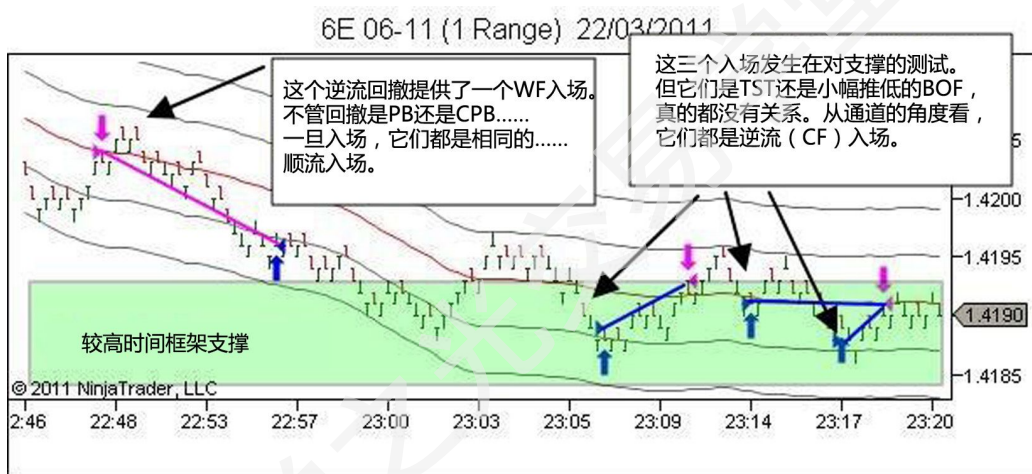 6E 06-11 (1 Range) 22/03/2011
这个逆流回撤提供了一个WF入场。
不管回撤是PB还是CPB......
一旦入场，它们都是相同的......
顺流入场。
这三个入场发生在对支撑的测试。
但它们是TST还是小幅推低的BOF，
真的都没有关系。从通道的角度看，
它们都是逆流（CF）入场。
1.4200
1.4195
1.4190
1.4185
较高时间框架支撑
© 2011 NinjaTrader, LLC
2:46 22:48 22:53 22:57 23:00 23:03 23:05 23:09 23:14 23:17 23:20